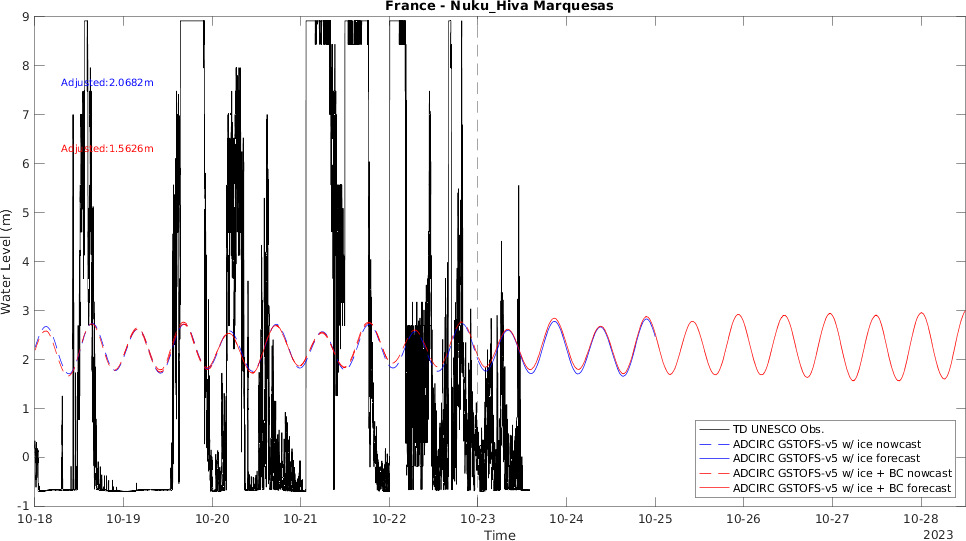 France - Nuku_Hiva Marquesas
9
8
7
6
5
4
3
2
1
0
-1
Water Level (m)
Adjusted:2.0682m
Adjusted:1.5626m
TD UNESCO Obs.
ADCIRC GSTOFS-v5 w/ ice nowcast
ADCIRC GSTOFS-v5 w/ ice forecast
ADCIRC GSTOFS-v5 w/ ice + BC nowcast
ADCIRC GSTOFS-v5 w/ ice + BC forecast
10-18 10-19 10-20 10-21 10-22 10-23 10-24 10-25 10-26 10-27 10-28
Time
2023